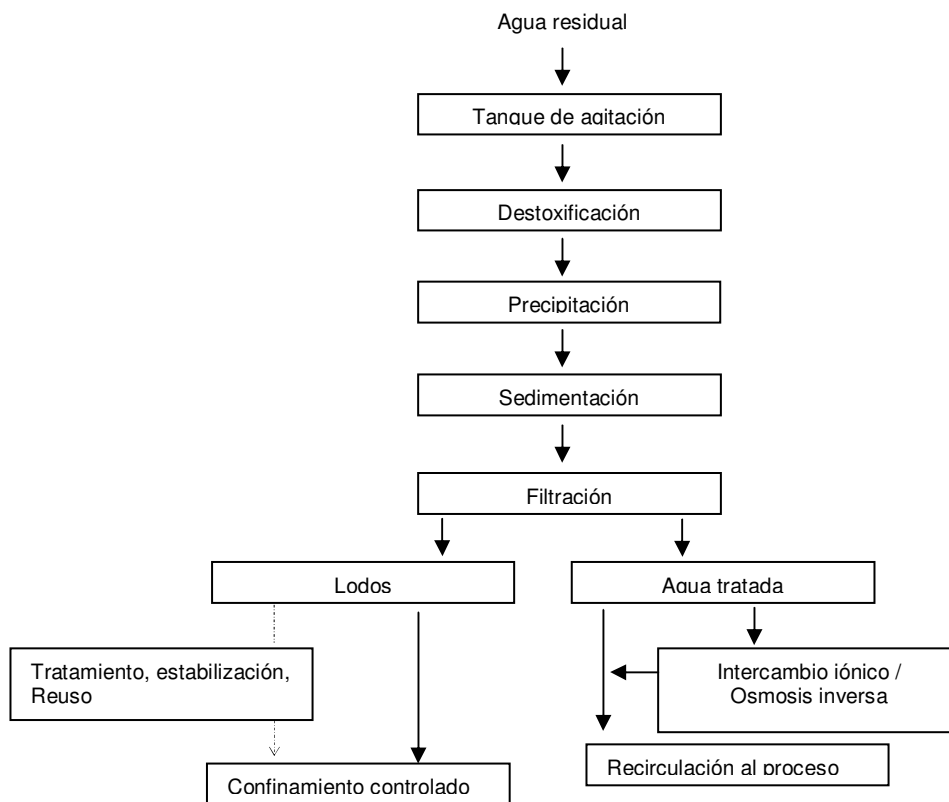 Agua residual
Tanque de agitación
Destoxificación
Precipitación
Sedimentación
Filtración
Lodos
Agua tratada
Tratamiento, estabilización,
Reuso
Intercambio iónico /
Osmosis inversa
Confinamiento controlado
Recirculación al proceso